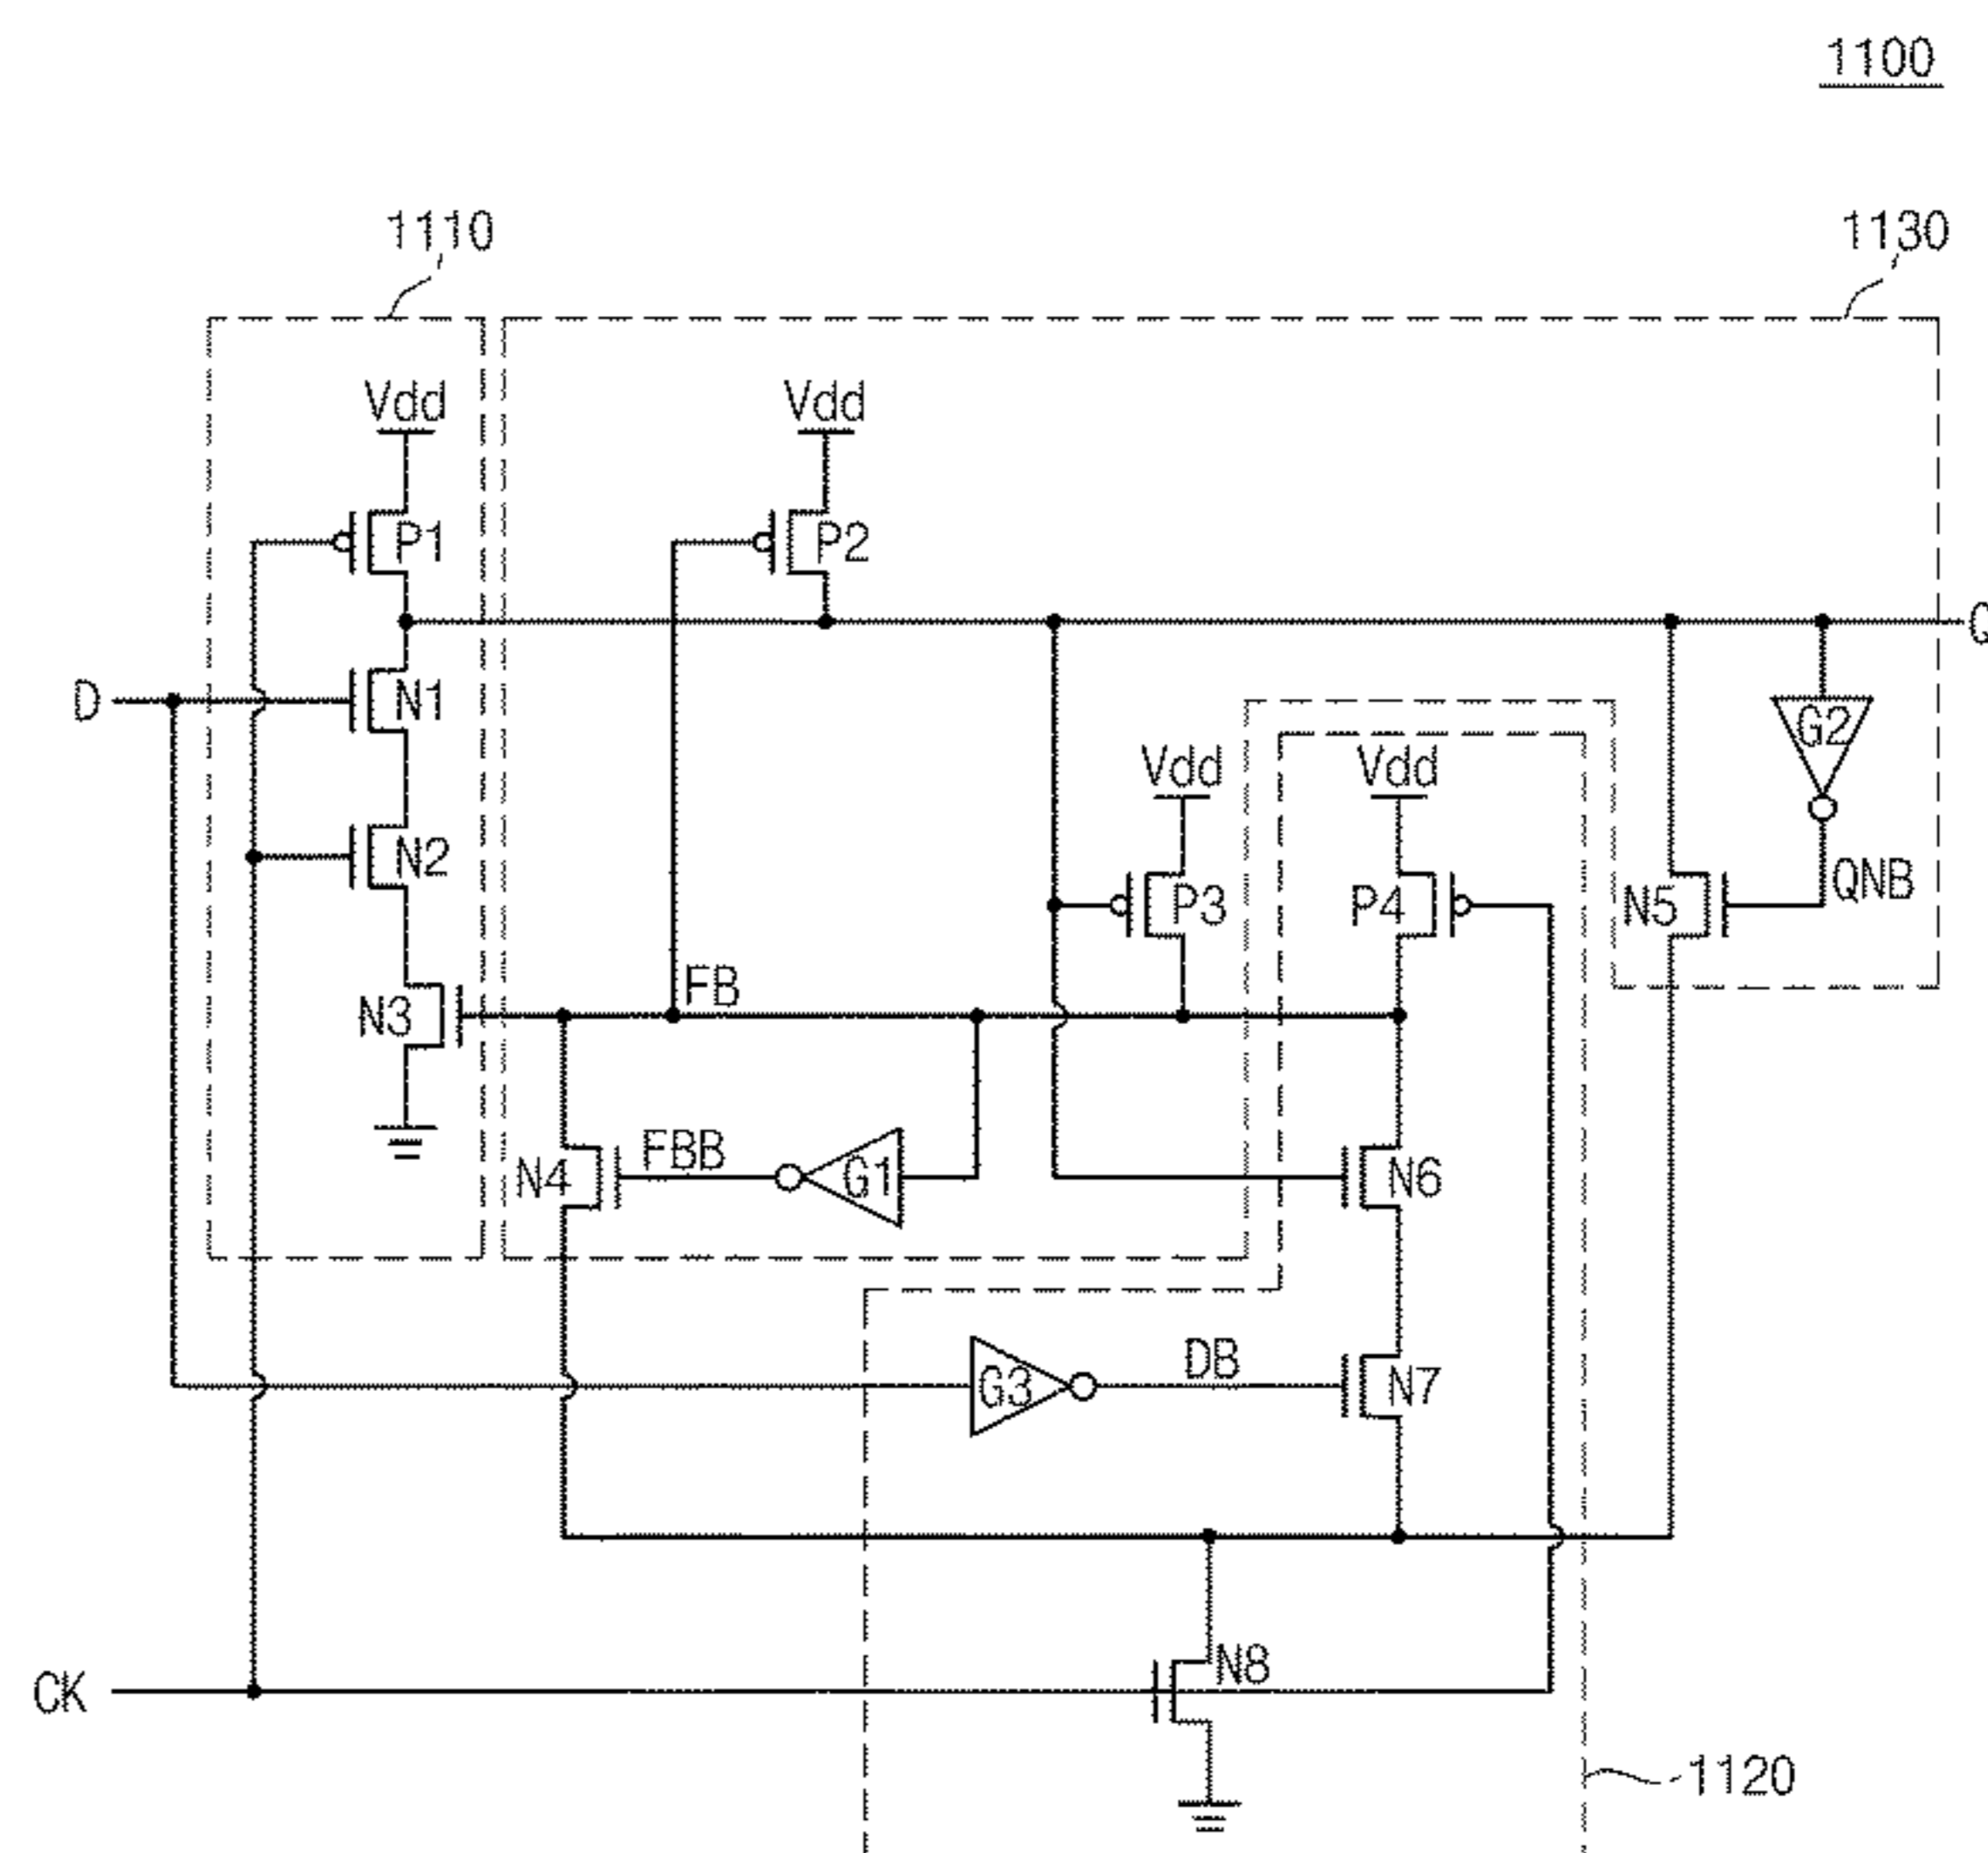 1100
1110
1130
Vdd
Vdd
P1
P2
Q
D
N1
G2
Vdd
Vdd
N2
P3
P4
N5
QNB
FB
N3
N4
FBB
G1
N6
G3
DB
N7
CK
N8
1120